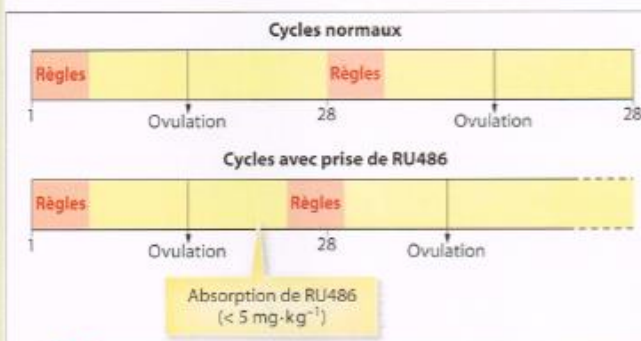 Cycles normaux
Règles Règles
1 Ovulation 28 Ovulation 28
Cycles avec prise de RU486
Règles Règles
1 Ovulation 28 Ovulation
Absorption de RU486
(< 5 mg·kg⁻¹)